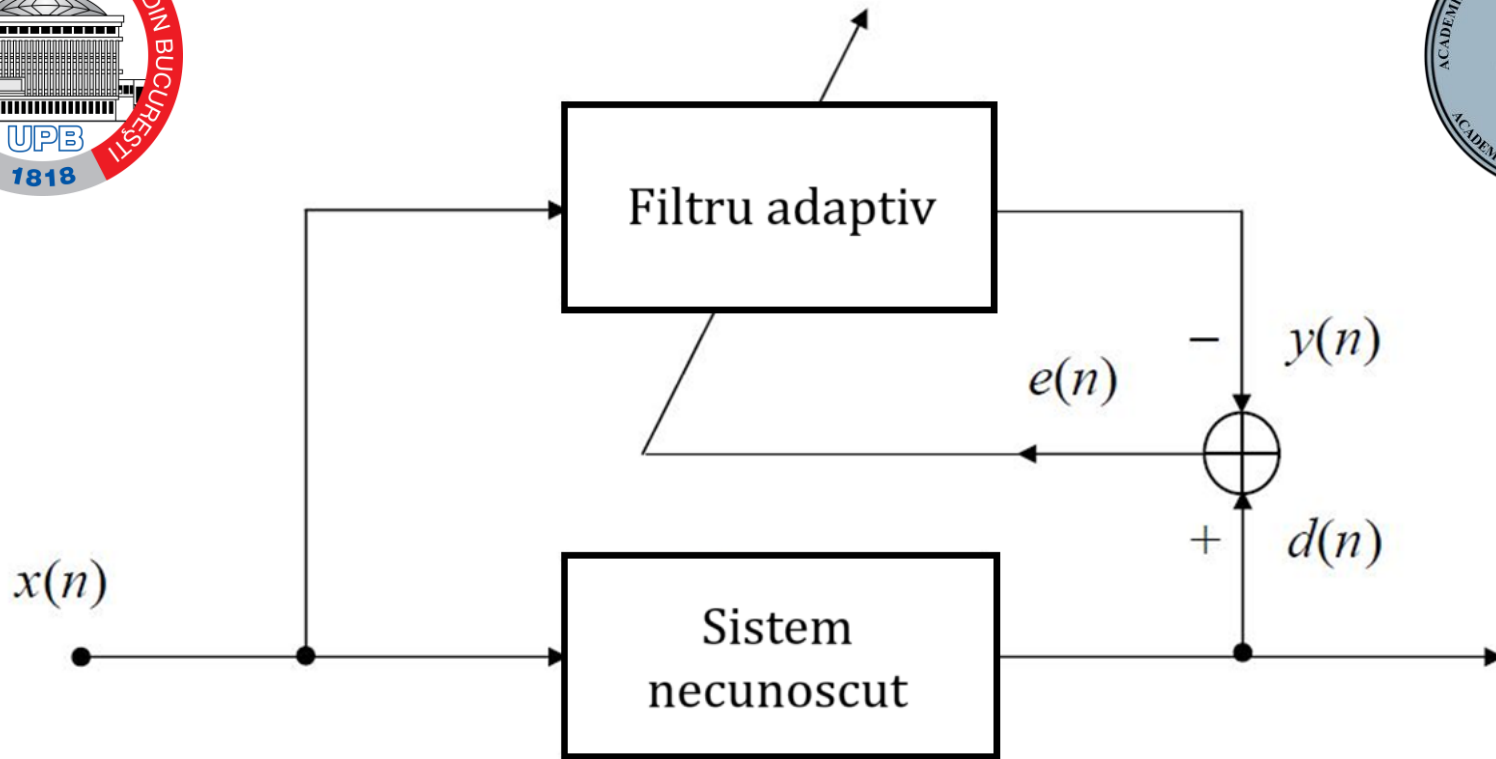 DIN BUCUREȘTI
UPB
1818
Filtru adaptiv
y(n)
−
e(n)
+
d(n)
x(n)
Sistem
necunoscut